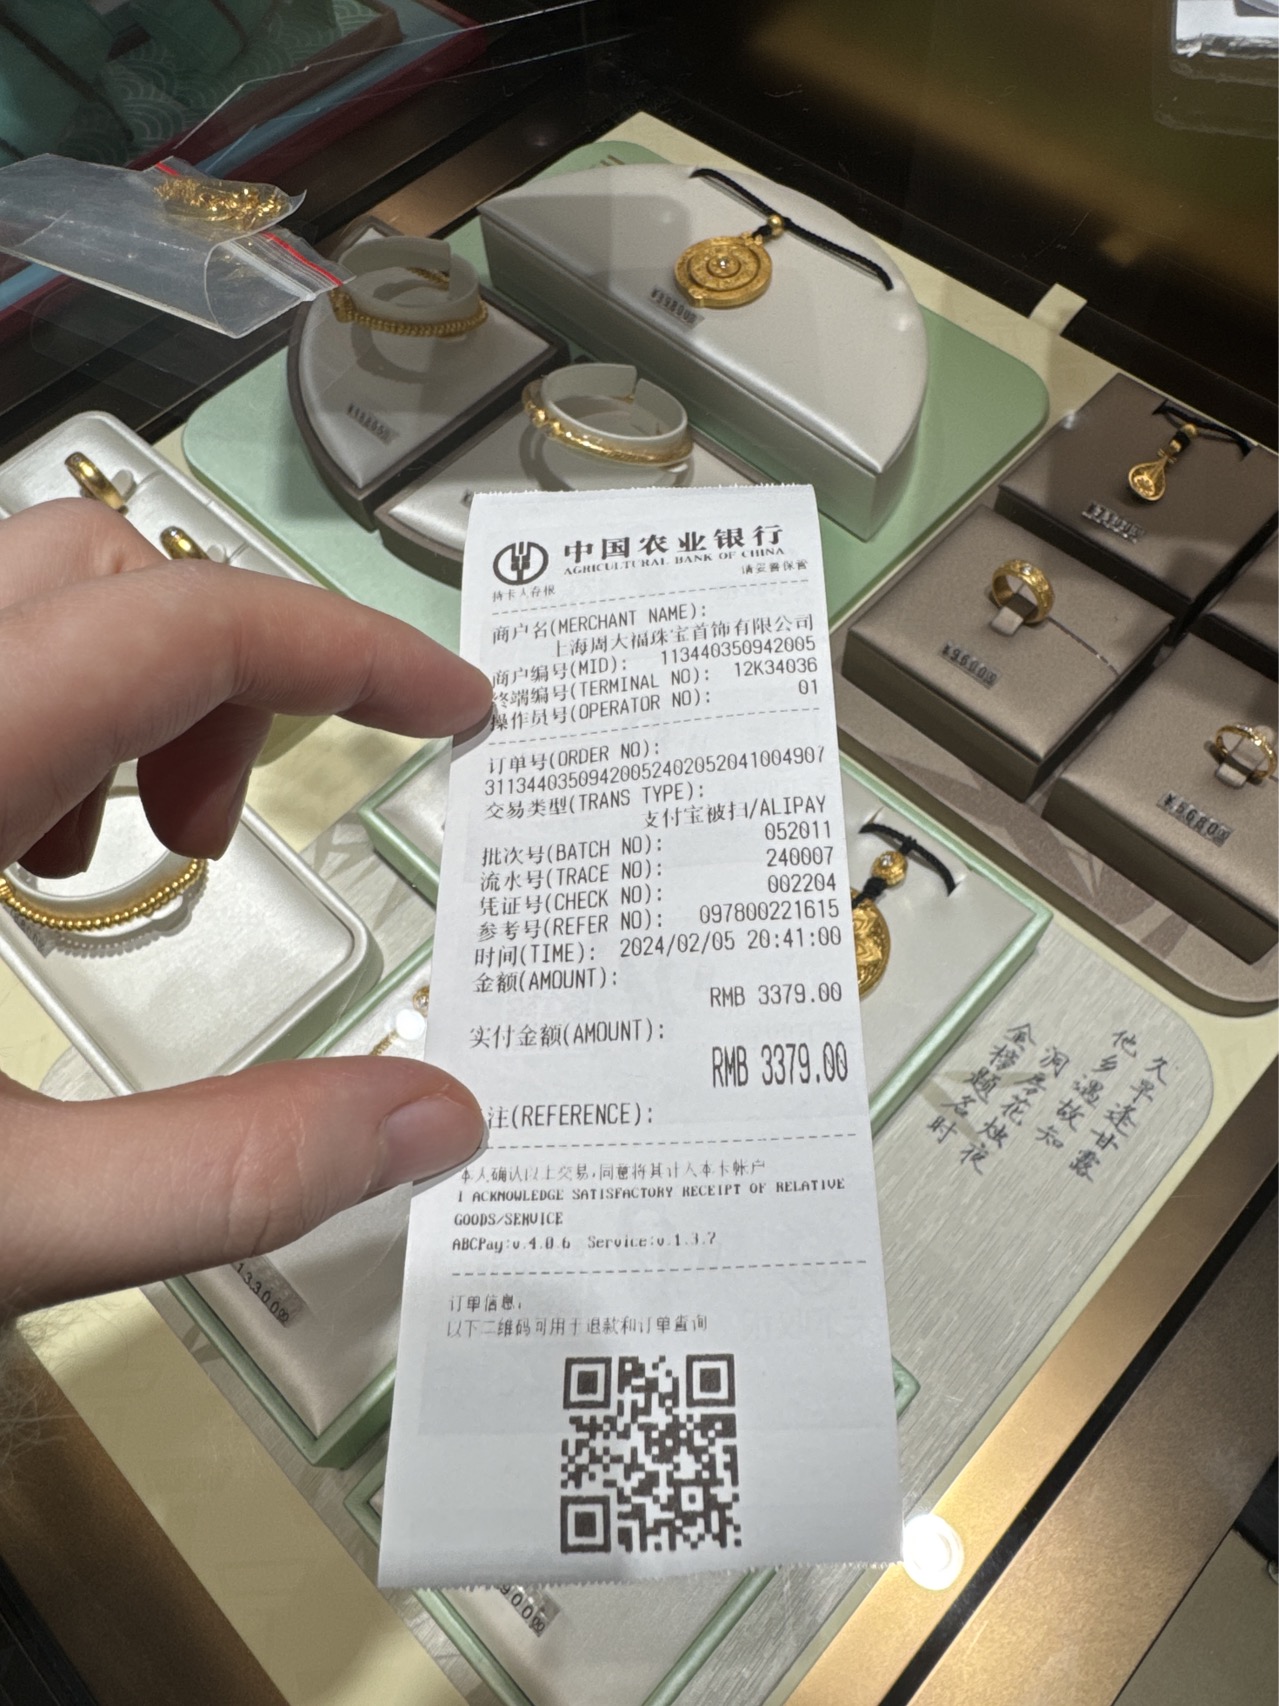 中国农业银行
AGRICULTURAL BANK OF CHINA
持卡人存根
请妥善保管
商户名(MERCHANT NAME):
上海周大福珠宝首饰有限公司
商户编号(MID): 113440350942005
终端编号(TERMINAL NO): 12K34036
操作员号(OPERATOR NO): 01
订单号(ORDER NO):
31134403509420052402052041004907
交易类型(TRANS TYPE):
支付宝被扫/ALIPAY
批次号(BATCH NO): 052011
流水号(TRACE NO): 240007
凭证号(CHECK NO): 002204
参考号(REFER NO): 097800221615
时间(TIME): 2024/02/05 20:41:00
金额(AMOUNT):
RMB 3379.00
实付金额(AMOUNT):
RMB 3379.00
注(REFERENCE):
本人确认以上交易,同意将其计入本卡帐户
I ACKNOWLEDGE SATISFACTORY RECEIPT OF RELATIVE
GOODS/SERVICE
ABCPay:v.4.0.6 Service:v.1.3.7
订单信息:
以下二维码可用于退款和订单查询
久旱逢甘露
他乡遇故知
洞房花烛夜
金榜题名时